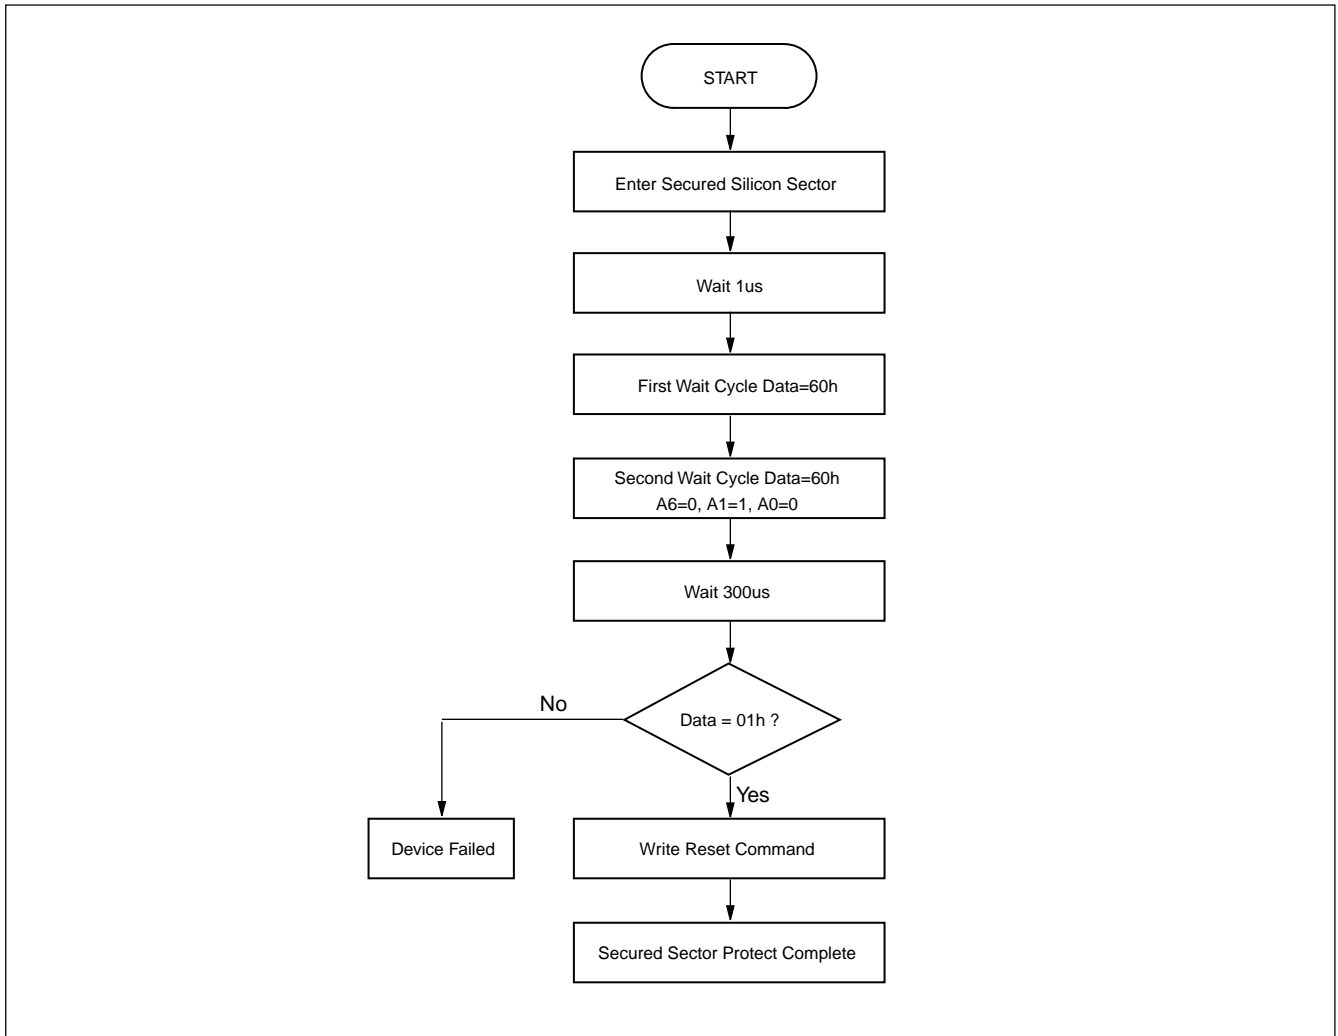 START
Enter Secured Silicon Sector
Wait 1us
First Wait Cycle Data=60h
Second Wait Cycle Data=60h
A6=0, A1=1, A0=0
Wait 300us
No
Data = 01h ?
Yes
Device Failed
Write Reset Command
Secured Sector Protect Complete